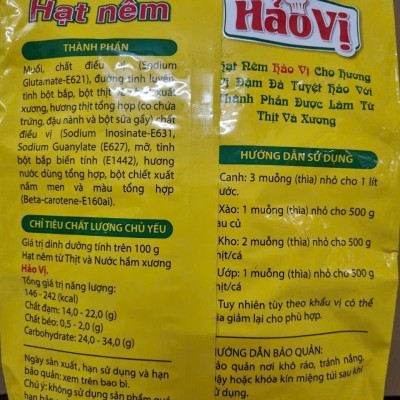 Hạt nêm
THÀNH PHẦN
Muối, chất điều vị (Sodium
Glutamate-E621), đường tinh luyện,
tinh bột bắp, bột thịt từ nước xuất
xương, hương thịt tổng hợp (co chứa
trứng, đậu nành và bột sữa gầy) chất
điều vị (Sodium Inosinate-E631,
Sodium Guanylate (E627), mỡ, tinh
bột bắp biến tính (E1442), hương
nước dùng tổng hợp, bột chiết xuất
nấm men và màu tổng hợp
(Beta-carotene-E160ai).
CHỈ TIÊU CHẤT LƯỢNG CHỦ YẾU
Giá trị dinh dưỡng tính trên 100 g
Hạt nêm từ Thịt và Nước hầm xương
Hảo Vị.
Tổng giá trị năng lượng:
146 - 242 (kcal)
Chất đạm: 14,0 - 22,0 (g)
Chất béo: 0,5 - 2,0 (g)
Carbohydrate: 24,0 - 34,0 (g)
Ngày sản xuất, hạn sử dụng và hạn
bảo quản: xem trên bao bì.
Chú ý: không sử dụng sản phẩm quá
Hảo Vị
Hạt Nêm Hảo Vị Cho Hương
Vị Đậm Đà Tuyệt Hảo Với
Thành Phần Được Làm Từ
Thịt Và Xương
HƯỚNG DẪN SỬ DỤNG
Canh: 3 muỗng (thìa) nhỏ cho 1 lít
nước.
Xào: 1 muỗng (thìa) nhỏ cho 500 g
rau củ
Kho: 2 muỗng (thìa) nhỏ cho 500 g
thịt/cá
Ướp: 1 muỗng (thìa) nhỏ cho 500 g
thịt/cá.
Tuy nhiên tùy theo khẩu vị có thể
gia giảm lại cho phù hợp.
HƯỚNG DẪN BẢO QUẢN:
Bảo quản nơi khô ráo, tránh nắng,
đậy hoặc khóa kín miệng túi sau khi
sử dụng.